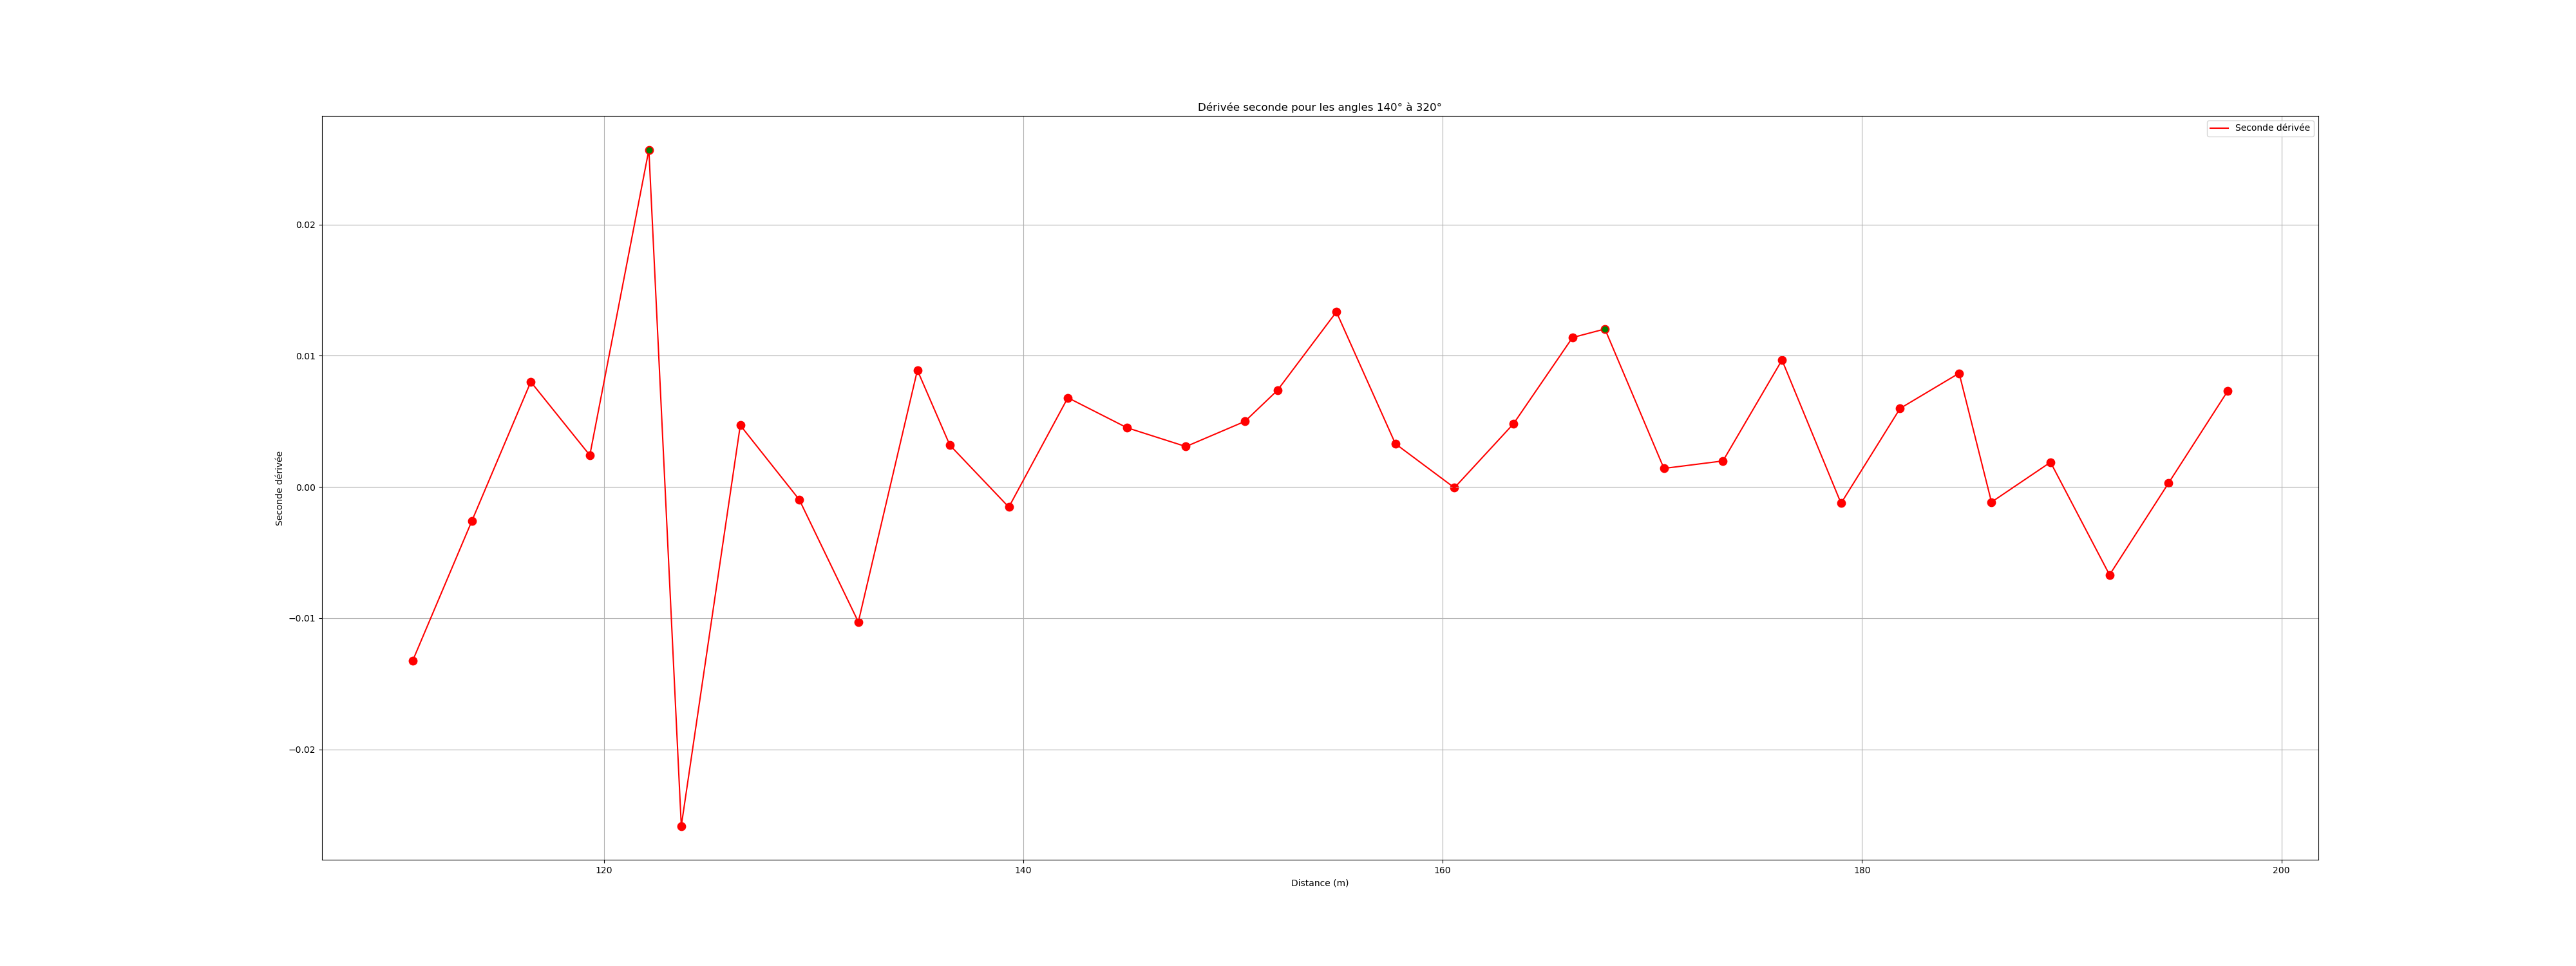 Dérivée seconde pour les angles 140° à 320°
Seconde dérivée
0.02
0.01
0.00
−0.01
−0.02
Seconde dérivée
120
140
160
180
200
Distance (m)